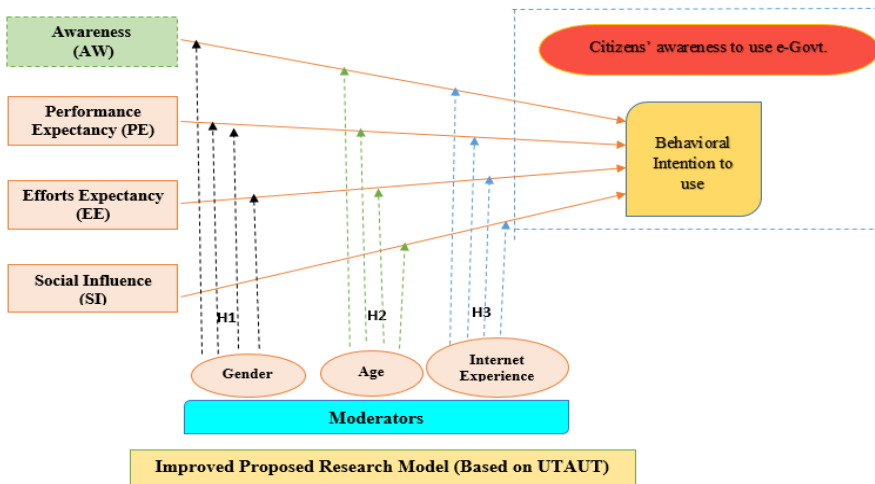 Awareness
(AW)
Citizens' awareness to use e-Govt.
Performance
Expectancy (PE)
Behavioral
Intention to
use
Efforts Expectancy
(EE)
Social Influence
(SI)
H1
H2
H3
Gender
Age
Internet
Experience
Moderators
Improved Proposed Research Model (Based on UTAUT)